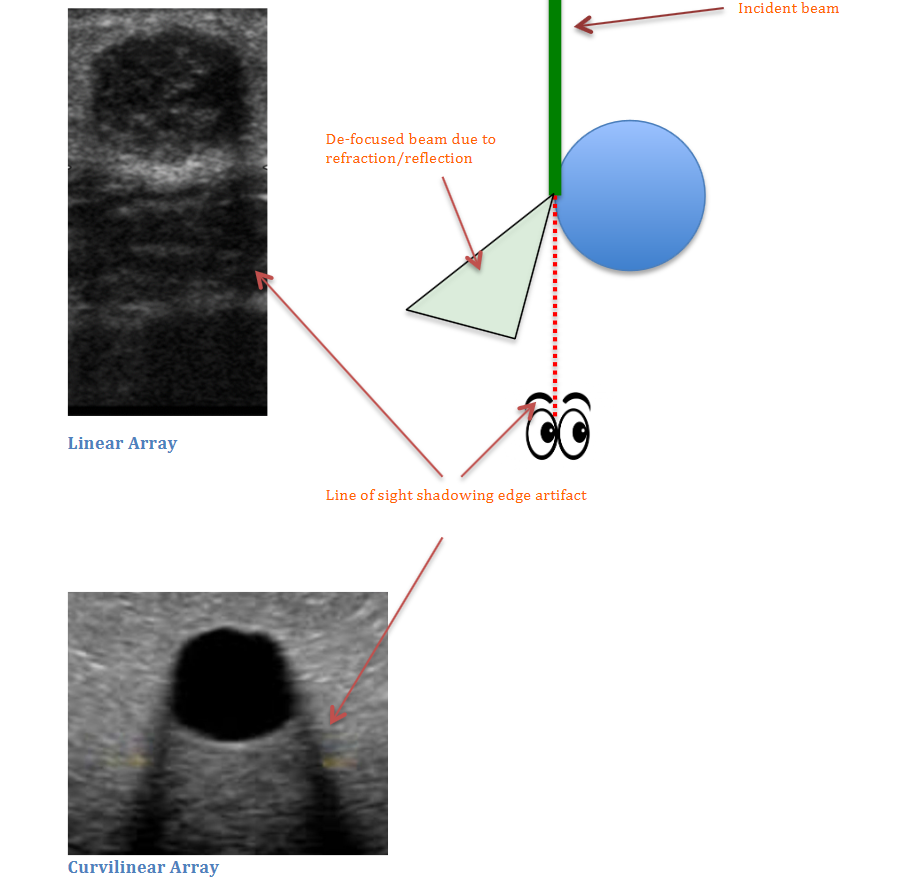 Incident beam
De-focused beam due to
refraction/reflection
Linear Array
Line of sight shadowing edge artifact
Curvilinear Array